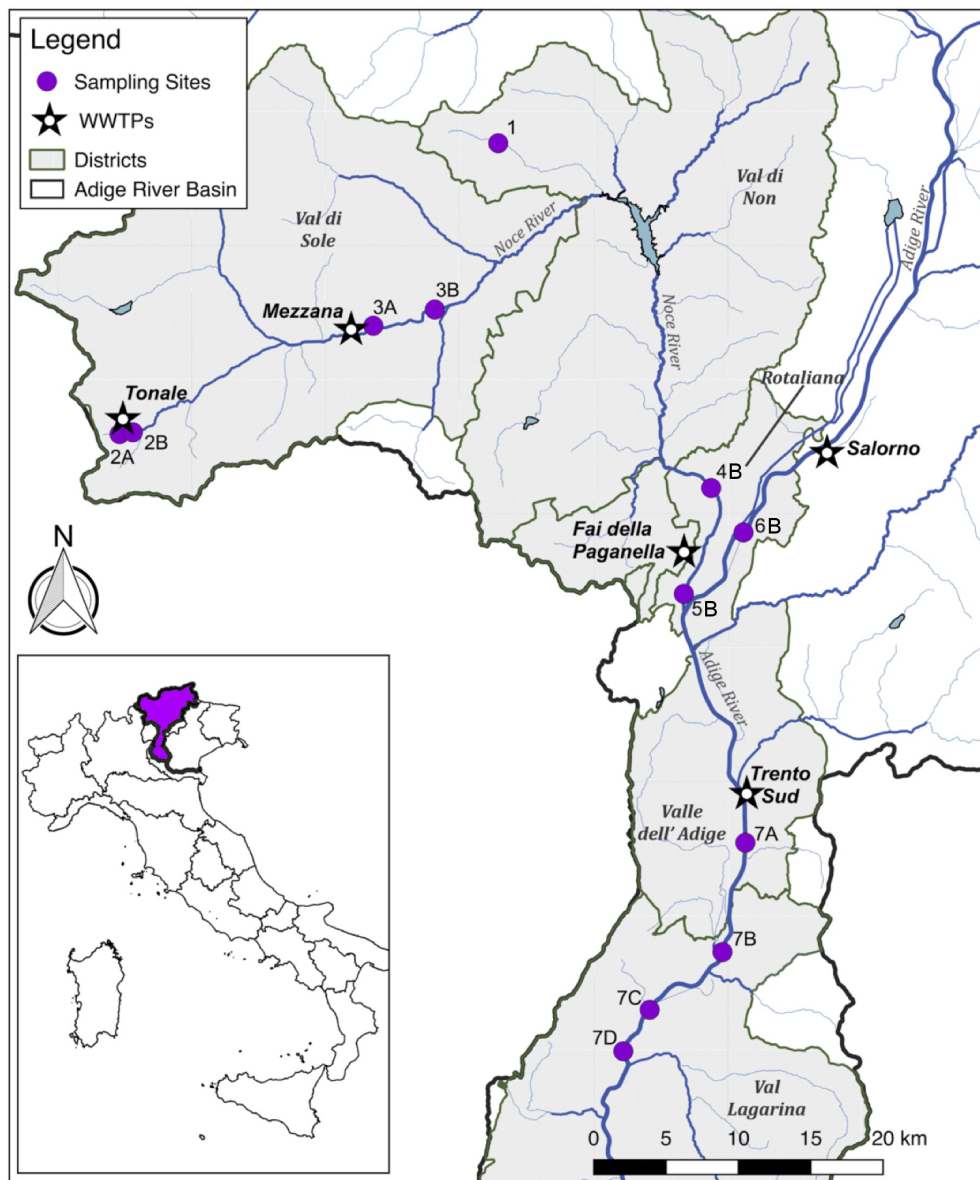 Legend
Sampling Sites
WWTPs
Districts
Adige River Basin
1
Val di
Sole
Val di
Non
Noce River
Adige River
Mezzana
3A
3B
Noce River
Tonale
2A
2B
Rotaliana
Salorno
4B
6B
Fai della
Paganella
5B
N
Adige River
Trento
Sud
Valle
dell' Adige
7A
7B
7C
7D
Val
Lagarina
0 5 10 15 20 km